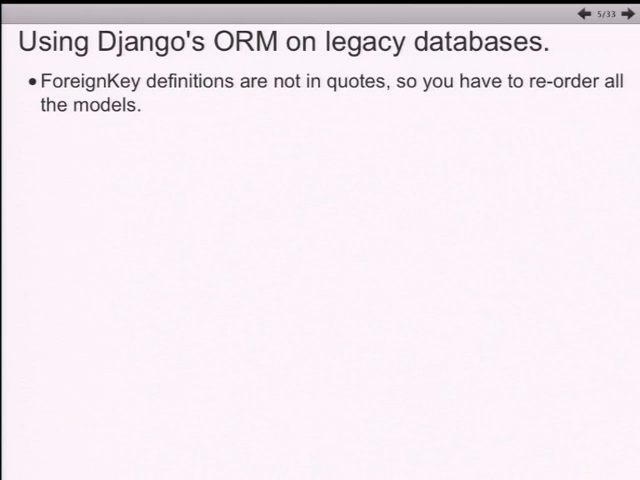 5/33
Using Django's ORM on legacy databases.
• ForeignKey definitions are not in quotes, so you have to re-order all
the models.